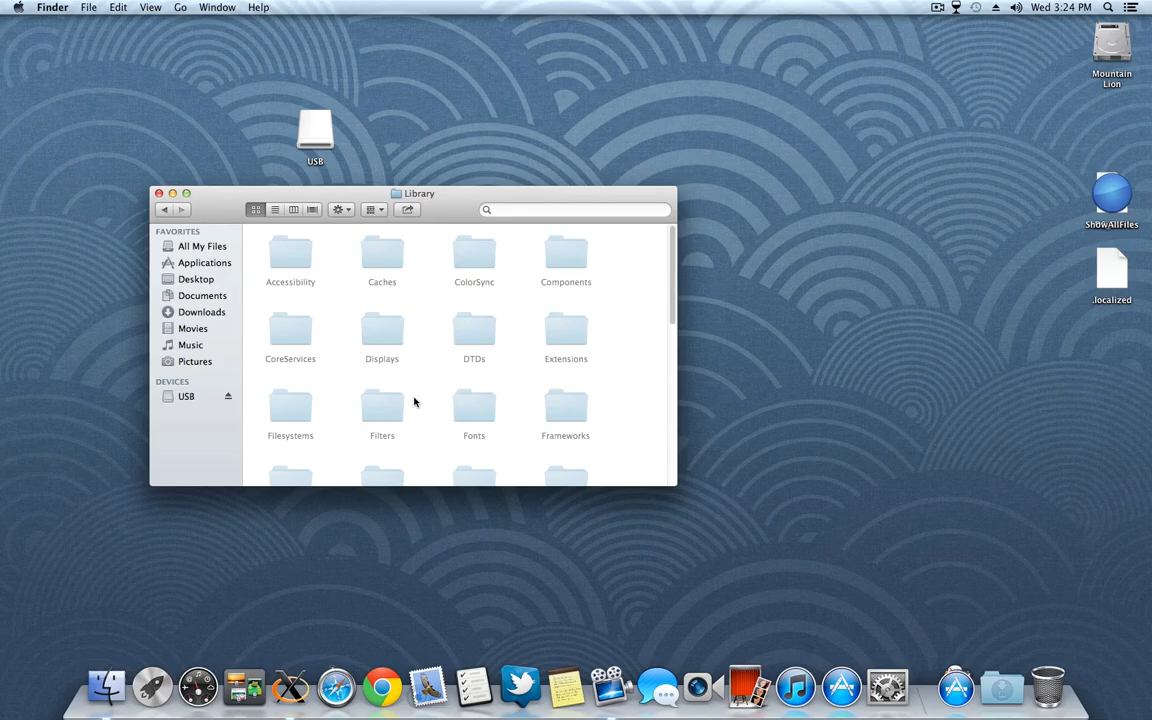 Finder File Edit View Go Window Help
Wed 3:24 PM
Mountain
Lion
USB
ShowAllFiles
.localized
Library
FAVORITES
All My Files
Applications
Desktop
Documents
Downloads
Movies
Music
Pictures
DEVICES
USB
Accessibility Caches ColorSync Components
CoreServices Displays DTDs Extensions
Filesystems Filters Fonts Frameworks